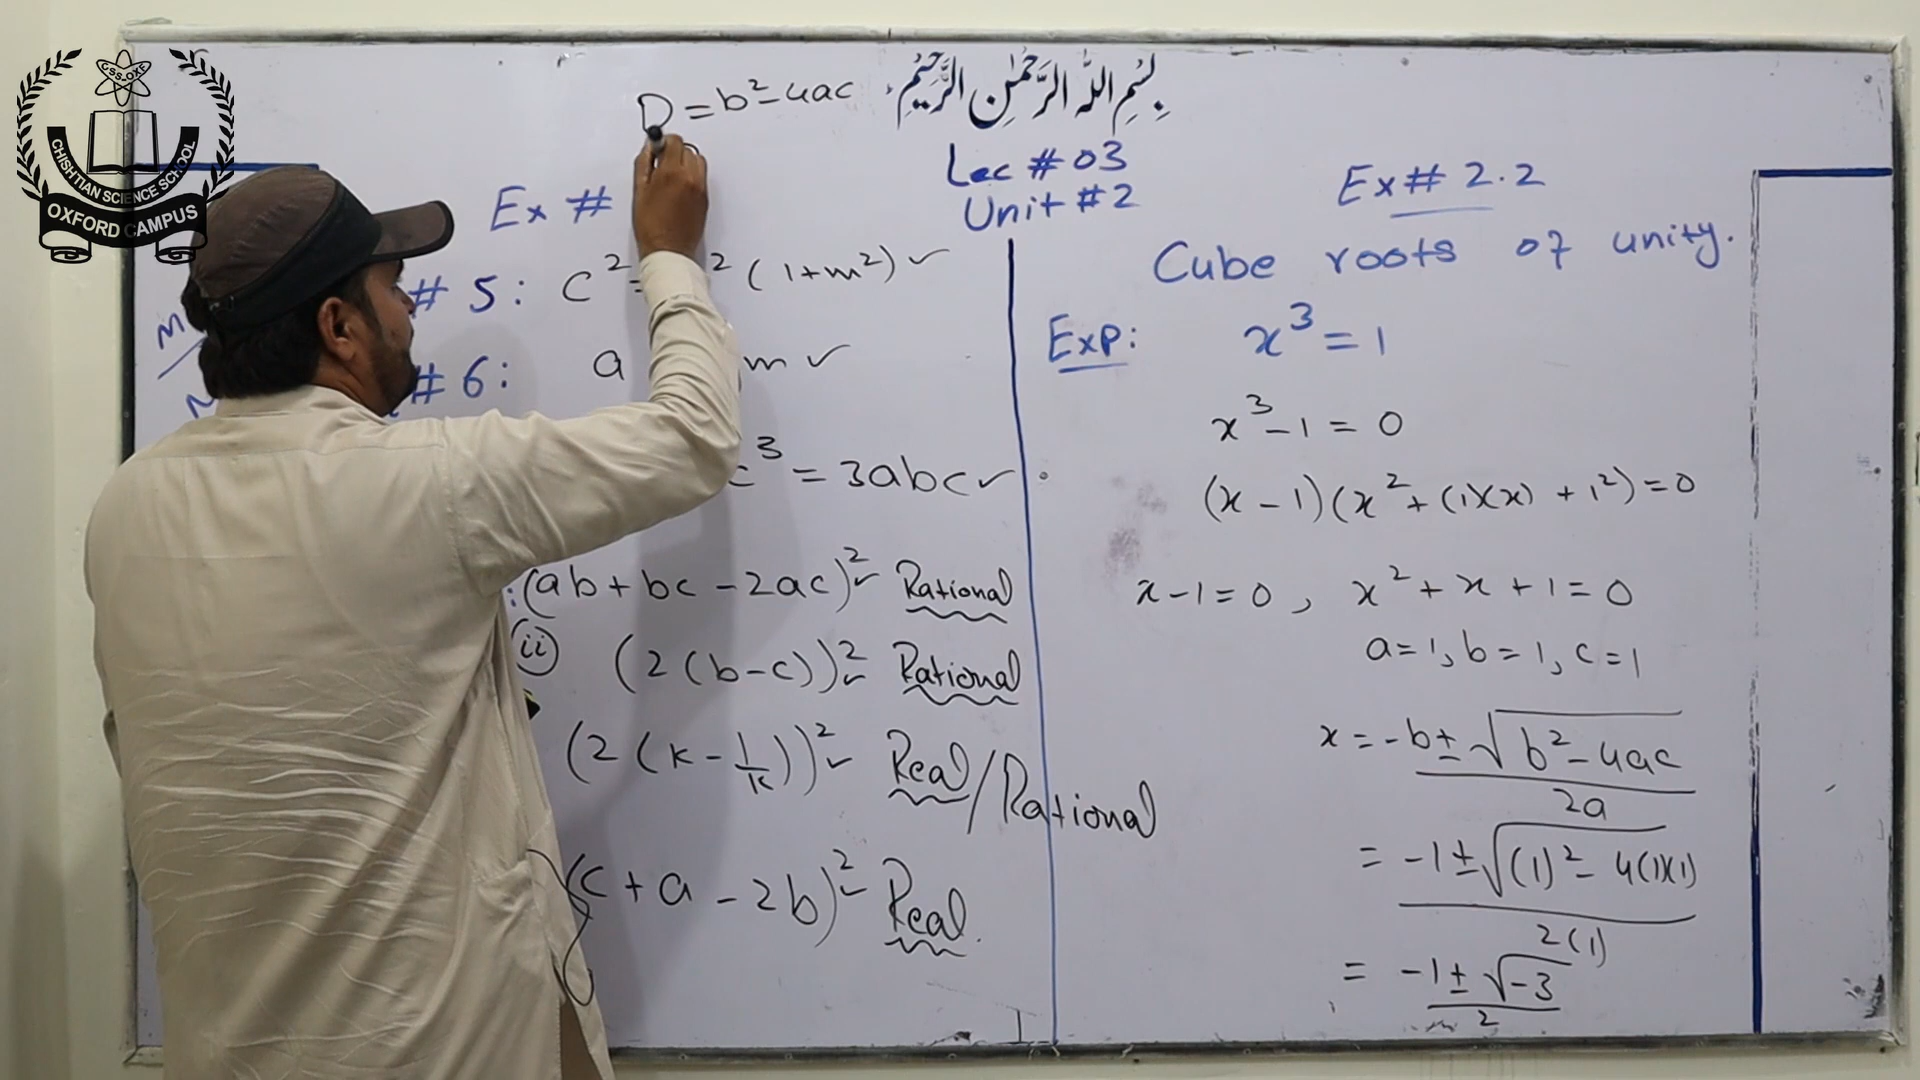 CSS-OXF
CHISHTIAN SCIENCE SCHOOL
OXFORD CAMPUS
بِسْمِ اللّٰهِ الرَّحْمٰنِ الرَّحِيْمِ
D = b² - 4ac
Lec # 03
Unit # 2
Ex #
# 5 : c² = ² (1+m²) ✓
# 6 : a m ✓
c³ = 3abc ✓
: (ab + bc - 2ac)² ✓ Rational
(ii) (2(b-c))² ✓ Rational
(2(k - 1/k))² ✓ Real/Rational
(c + a - 2b)² ✓ Real.
Ex# 2.2
Cube roots of unity.
Exp: x³ = 1
x³ - 1 = 0
(x - 1)(x² + (1)(x) + 1²) = 0
x - 1 = 0 , x² + x + 1 = 0
a = 1, b = 1, c = 1
x = -b ± √(b² - 4ac) / 2a
= -1 ± √((1)² - 4(1)(1)) / 2(1)
= -1 ± √-3 / 2